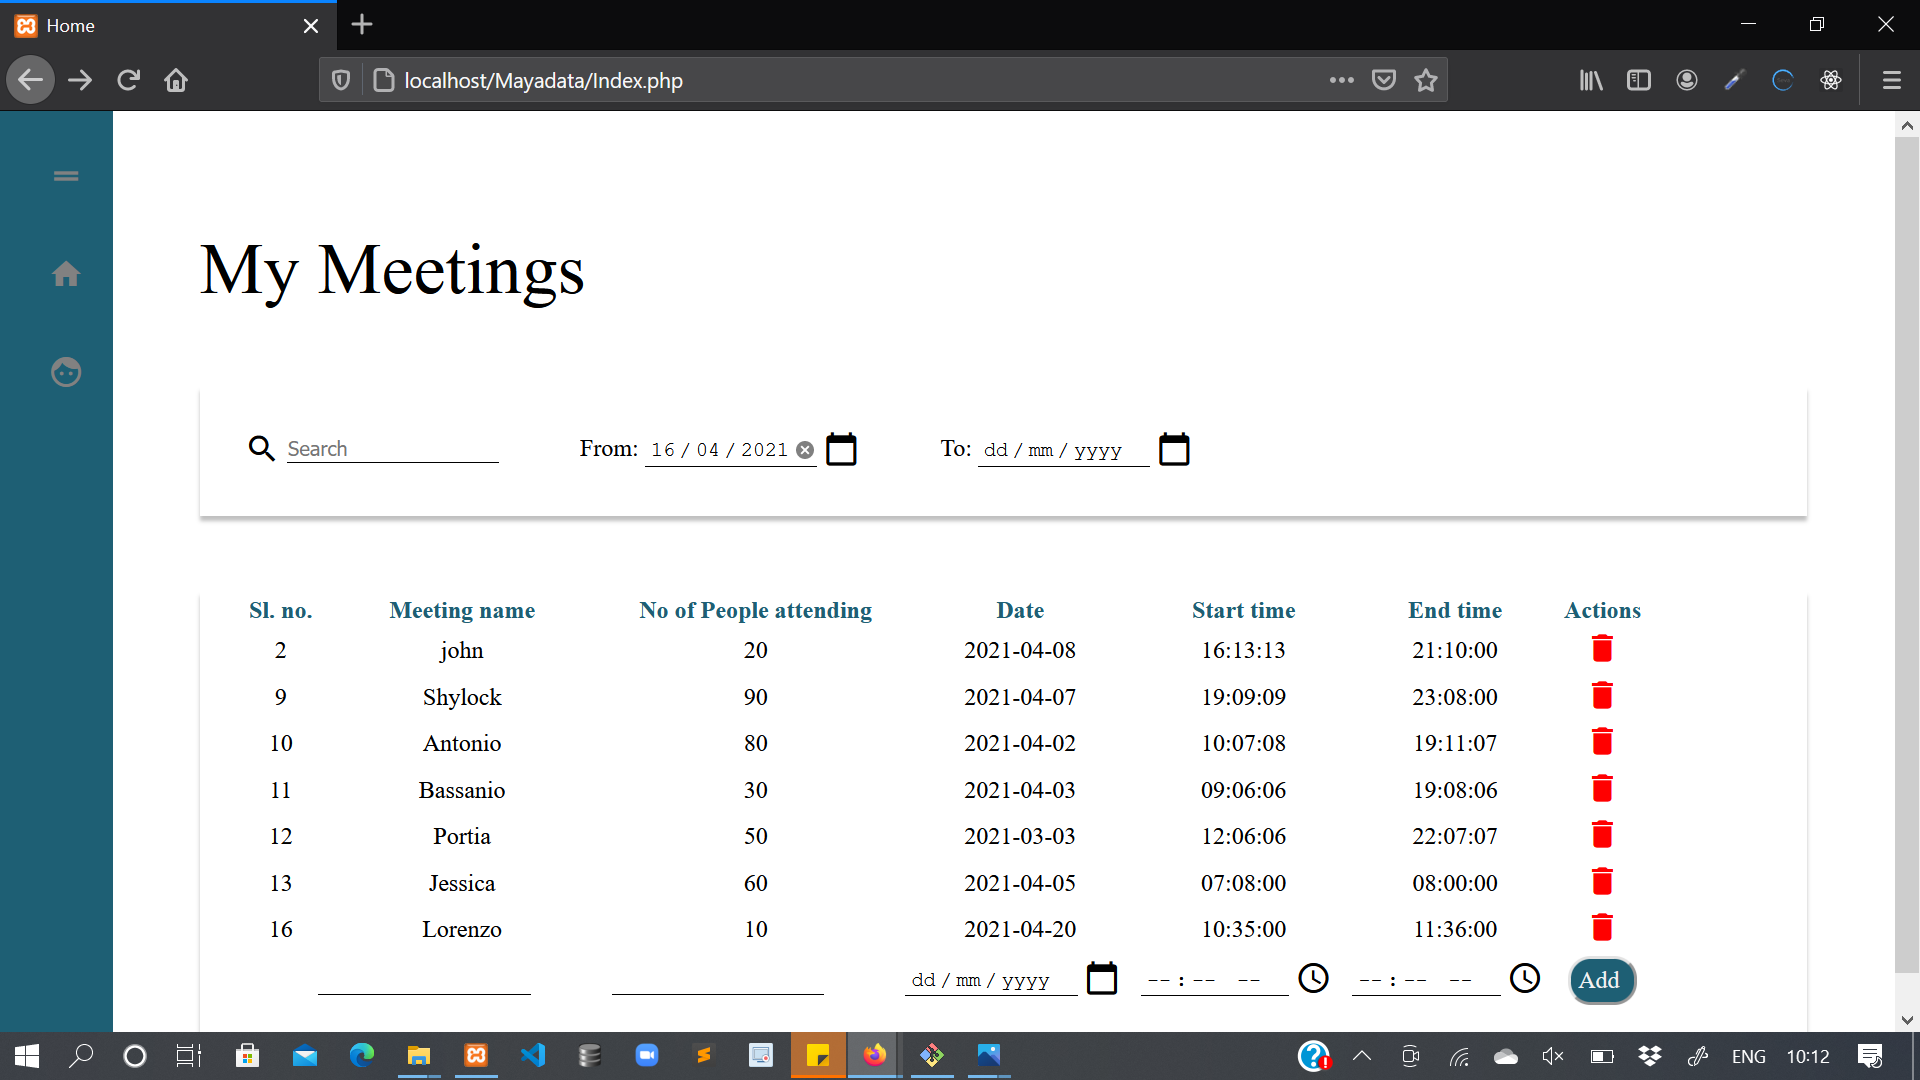 Home
localhost/Mayadata/Index.php
My Meetings
Search From: 16 / 04 / 2021 To: dd / mm / yyyy
Sl. no. Meeting name No of People attending Date Start time End time Actions
2 john 20 2021-04-08 16:13:13 21:10:00
9 Shylock 90 2021-04-07 19:09:09 23:08:00
10 Antonio 80 2021-04-02 10:07:08 19:11:07
11 Bassanio 30 2021-04-03 09:06:06 19:08:06
12 Portia 50 2021-03-03 12:06:06 22:07:07
13 Jessica 60 2021-04-05 07:08:00 08:00:00
16 Lorenzo 10 2021-04-20 10:35:00 11:36:00
dd / mm / yyyy -- : -- -- -- : -- -- Add
ENG 10:12